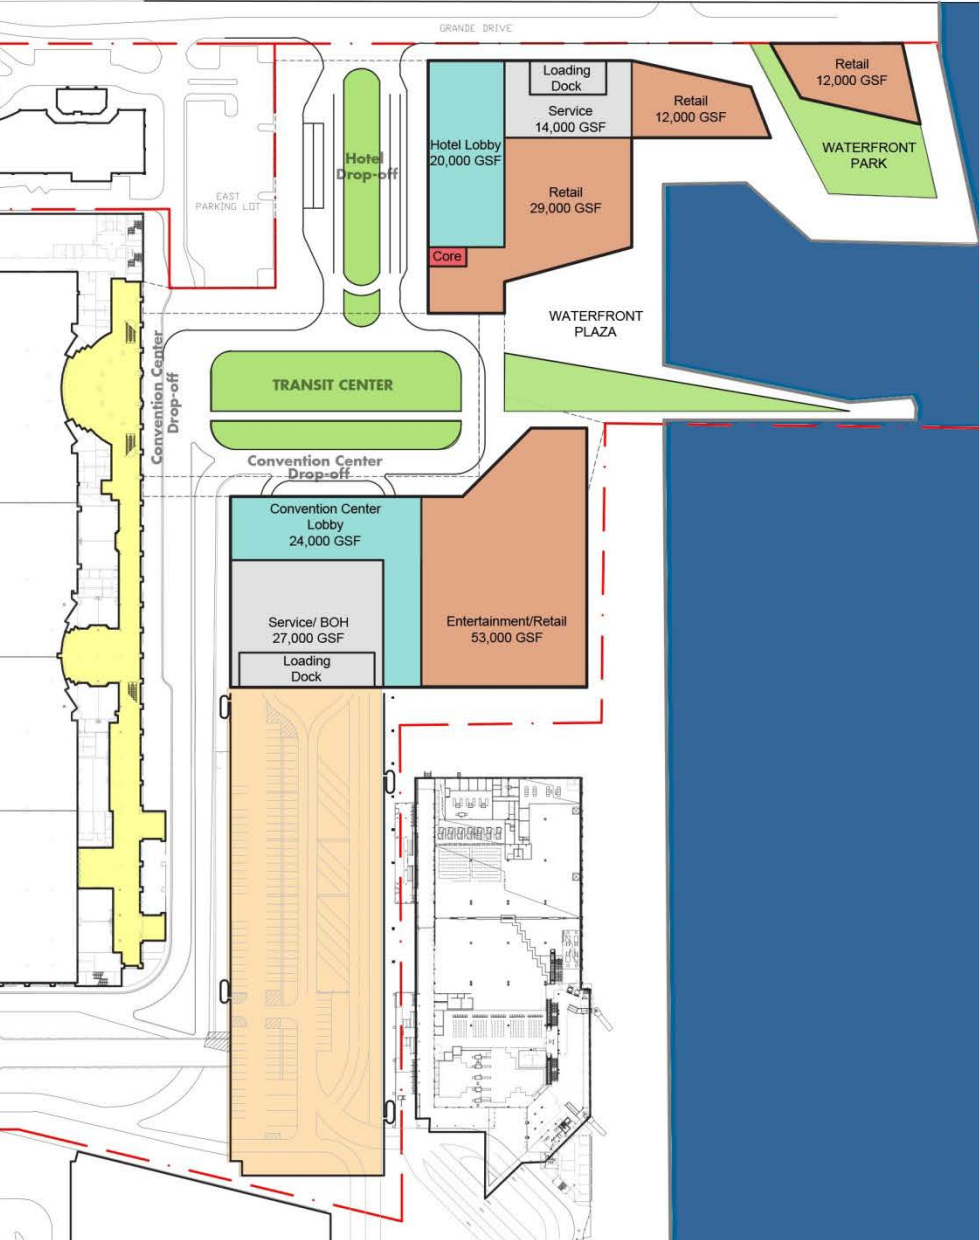 GRANDE DRIVE
Loading
Dock
Service
14,000 GSF
Retail
12,000 GSF
Retail
12,000 GSF
WATERFRONT
PARK
Hotel
Drop-off
Hotel Lobby
20,000 GSF
Retail
29,000 GSF
EAST
PARKING LOT
Core
WATERFRONT
PLAZA
Convention Center
Drop-off
TRANSIT CENTER
Convention Center
Drop-off
Convention Center
Lobby
24,000 GSF
Service/ BOH
27,000 GSF
Entertainment/Retail
53,000 GSF
Loading
Dock